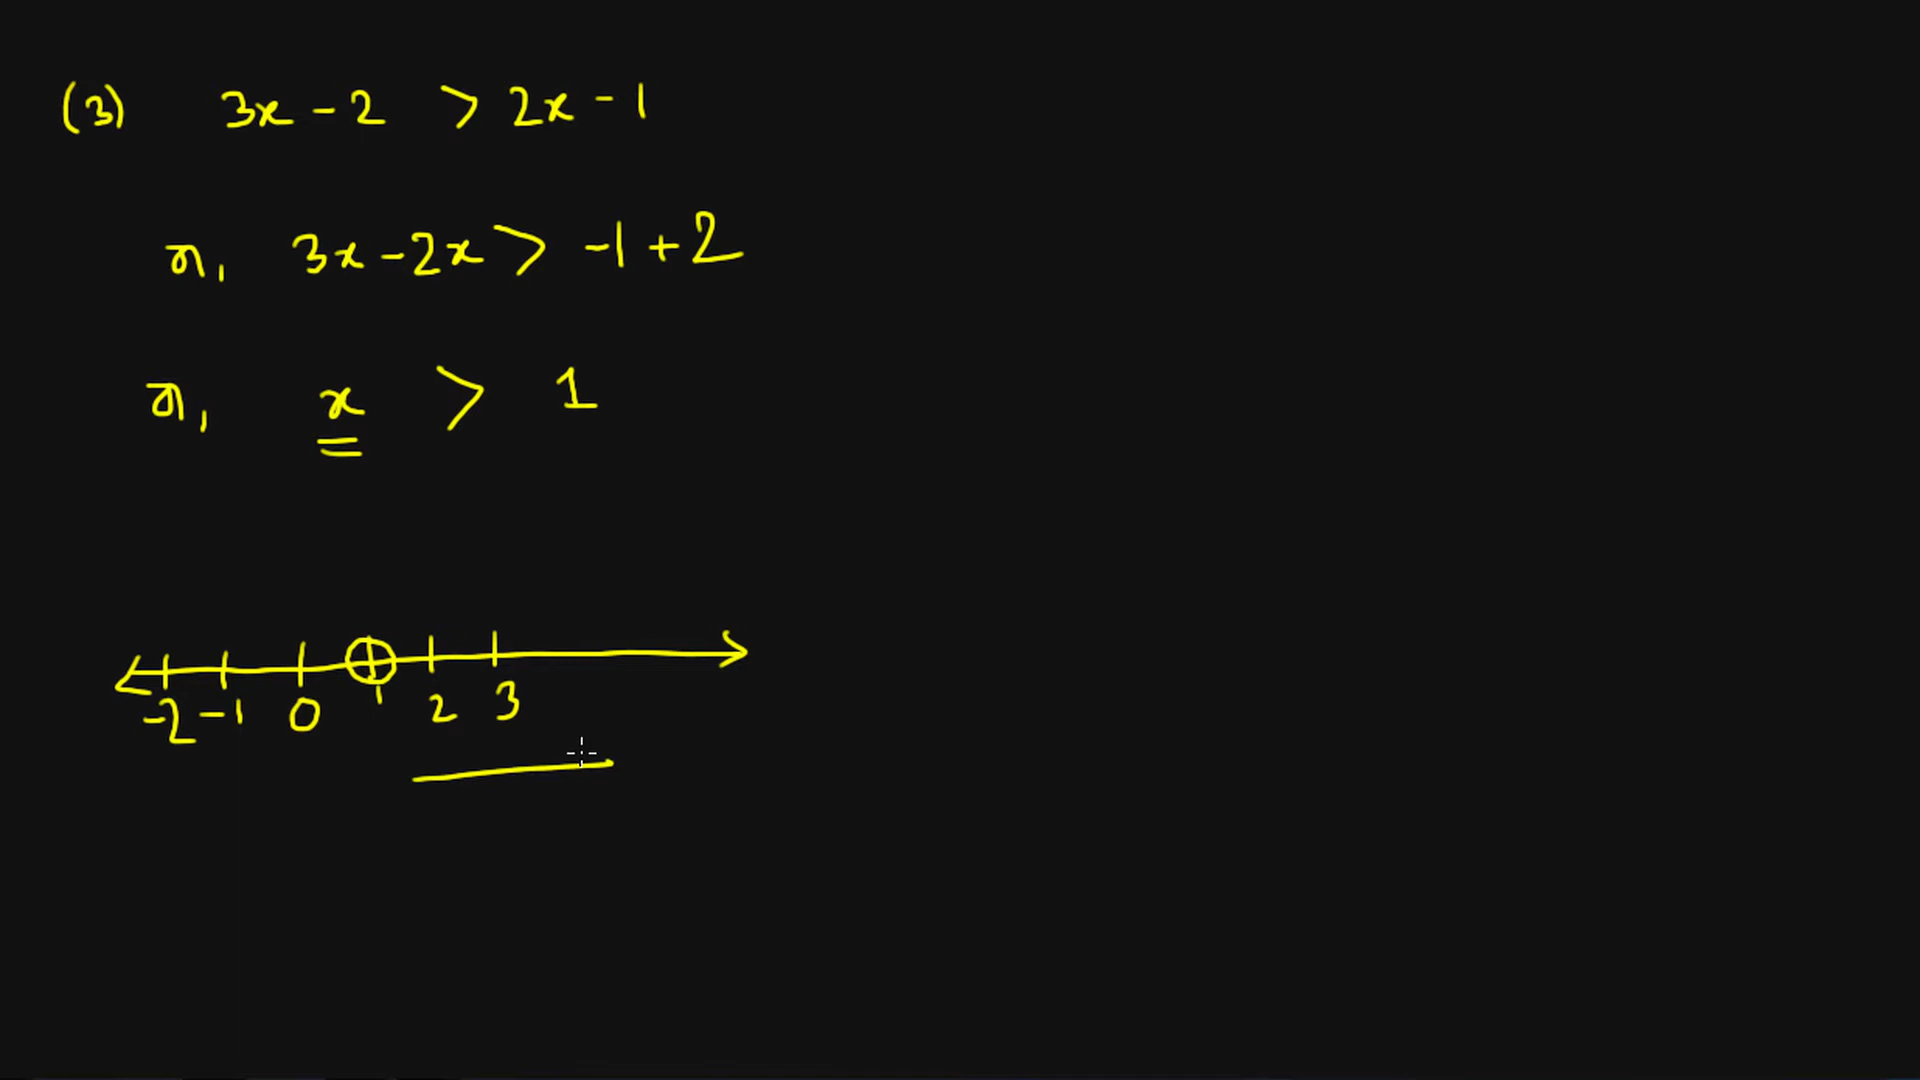 (3) 3x - 2 > 2x - 1
বা, 3x - 2x > -1 + 2
বা, x > 1
-2 -1 0 1 2 3